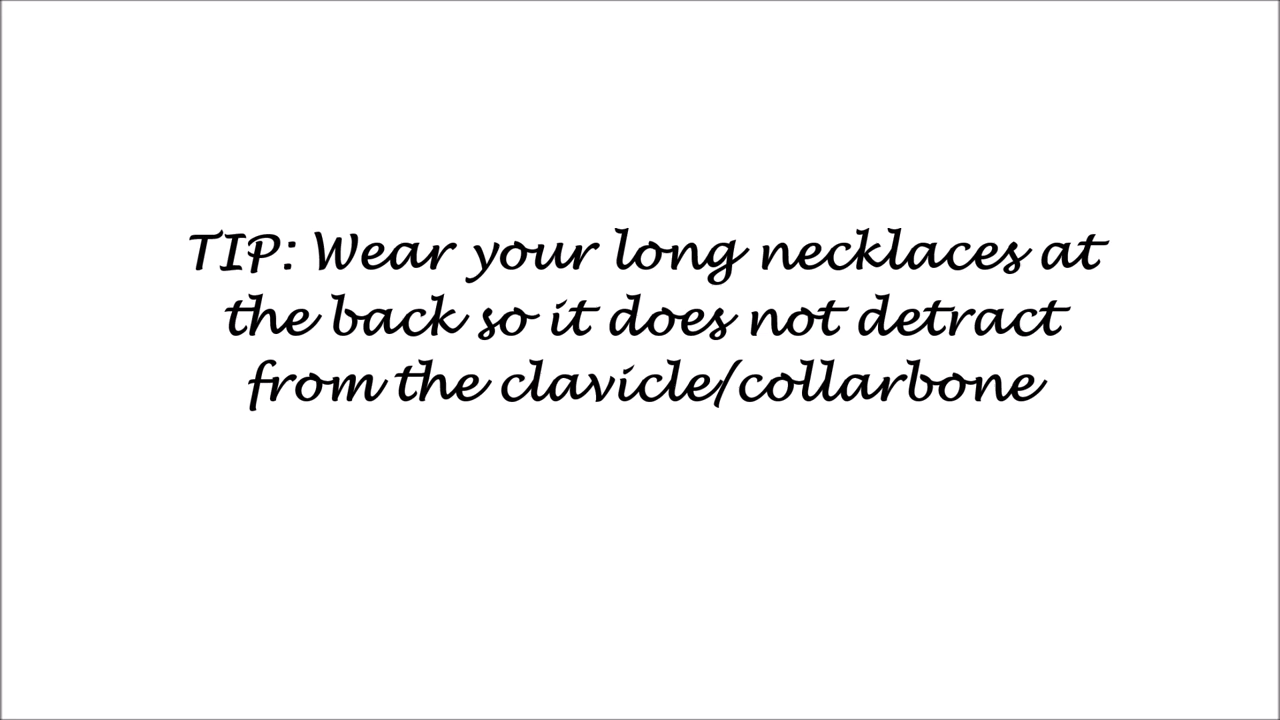 TIP: Wear your long necklaces at
the back so it does not detract
from the clavicle/collarbone